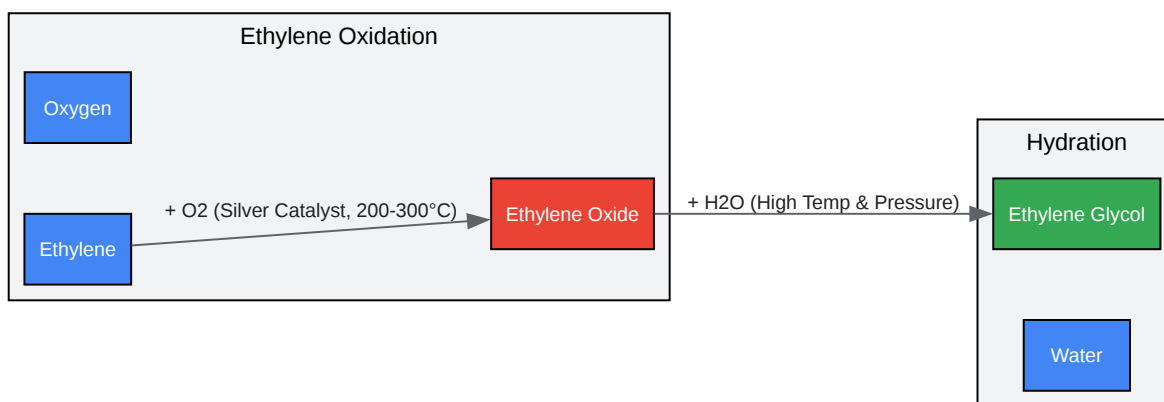 Ethylene Oxidation
Oxygen
Ethylene
+ O2 (Silver Catalyst, 200-300°C)
Ethylene Oxide
+ H2O (High Temp & Pressure)
Hydration
Ethylene Glycol
Water